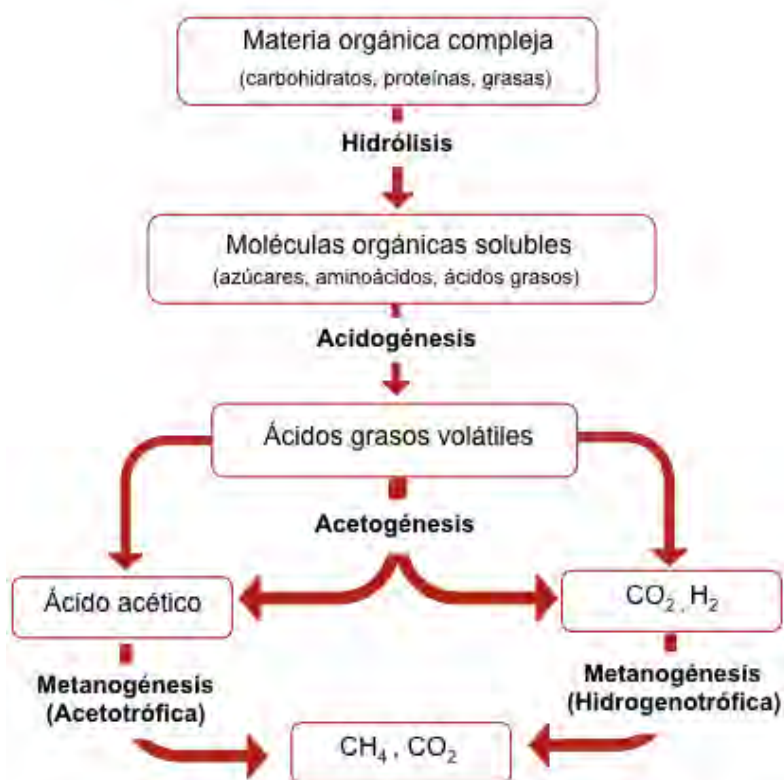 Materia orgánica compleja
(carbohidratos, proteínas, grasas)
Hidrólisis
Moléculas orgánicas solubles
(azúcares, aminoácidos, ácidos grasos)
Acidogénesis
Ácidos grasos volátiles
Acetogénesis
Ácido acético
CO₂ , H₂
Metanogénesis
(Acetotrófica)
Metanogénesis
(Hidrogenotrófica)
CH₄ , CO₂